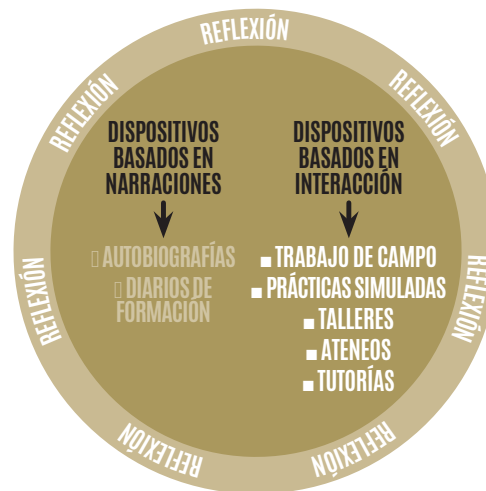 REFLEXIÓN
REFLEXIÓN
REFLEXIÓN
DISPOSITIVOS
BASADOS EN
NARRACIONES
AUTOBIOGRAFÍAS
DIARIOS DE
FORMACIÓN
DISPOSITIVOS
BASADOS EN
INTERACCIÓN
■ TRABAJO DE CAMPO
■ PRÁCTICAS SIMULADAS
■ TALLERES
■ ATENEOS
■ TUTORÍAS
REFLEXIÓN
REFLEXIÓN
REFLEXIÓN
REFLEXIÓN